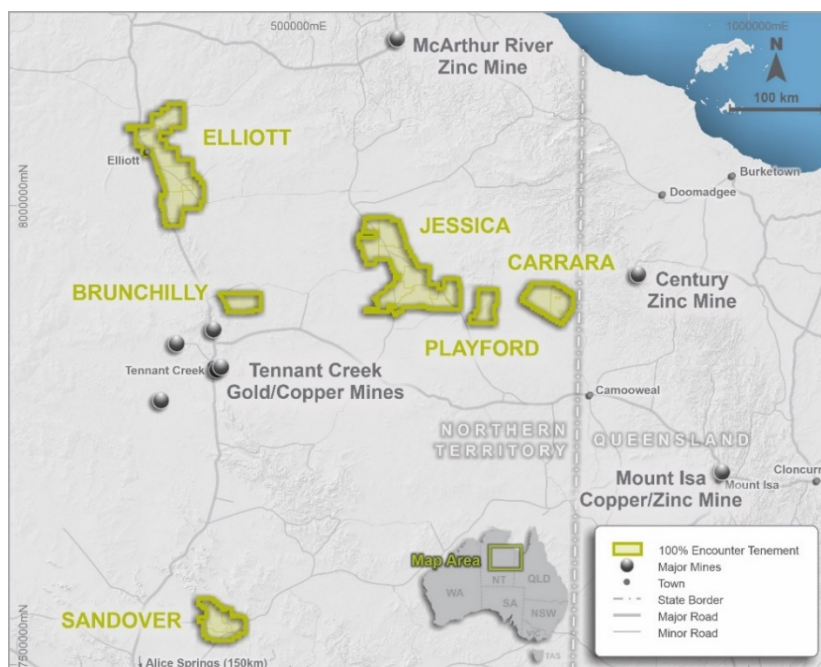 500000mE
1000000mE
McArthur River
Zinc Mine
N
100 km
ELLIOTT
Elliott
Burketown
Doomadgee
8000000mN
JESSICA
CARRARA
Century
Zinc Mine
BRUNCHILLY
PLAYFORD
Tennant Creek
Tennant Creek
Gold/Copper Mines
Camooweal
NORTHERN
TERRITORY
QUEENSLAND
Mount Isa
Copper/Zinc Mine
Cloncurr
Mount Isa
Map Area
NT
QLD
WA
SA
NSW
VIC
TAS
100% Encounter Tenement
Major Mines
Town
State Border
Major Road
Minor Road
SANDOVER
7500000mN
Alice Springs (150km)